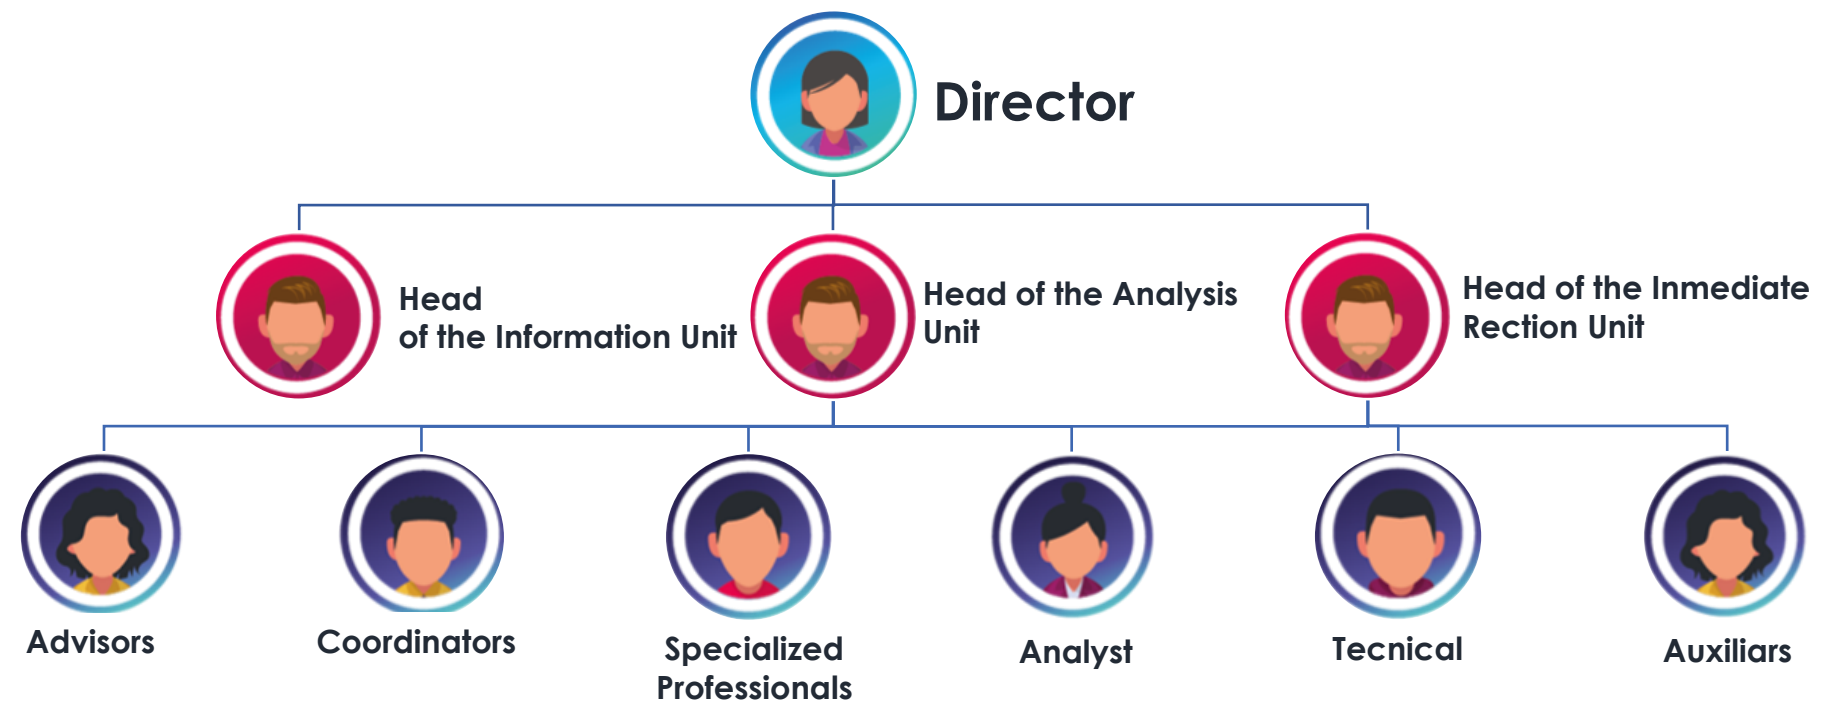 Director
Head
of the Information Unit
Head of the Analysis
Unit
Head of the Inmediate
Rection Unit
Advisors
Coordinators
Specialized
Professionals
Analyst
Tecnical
Auxiliars